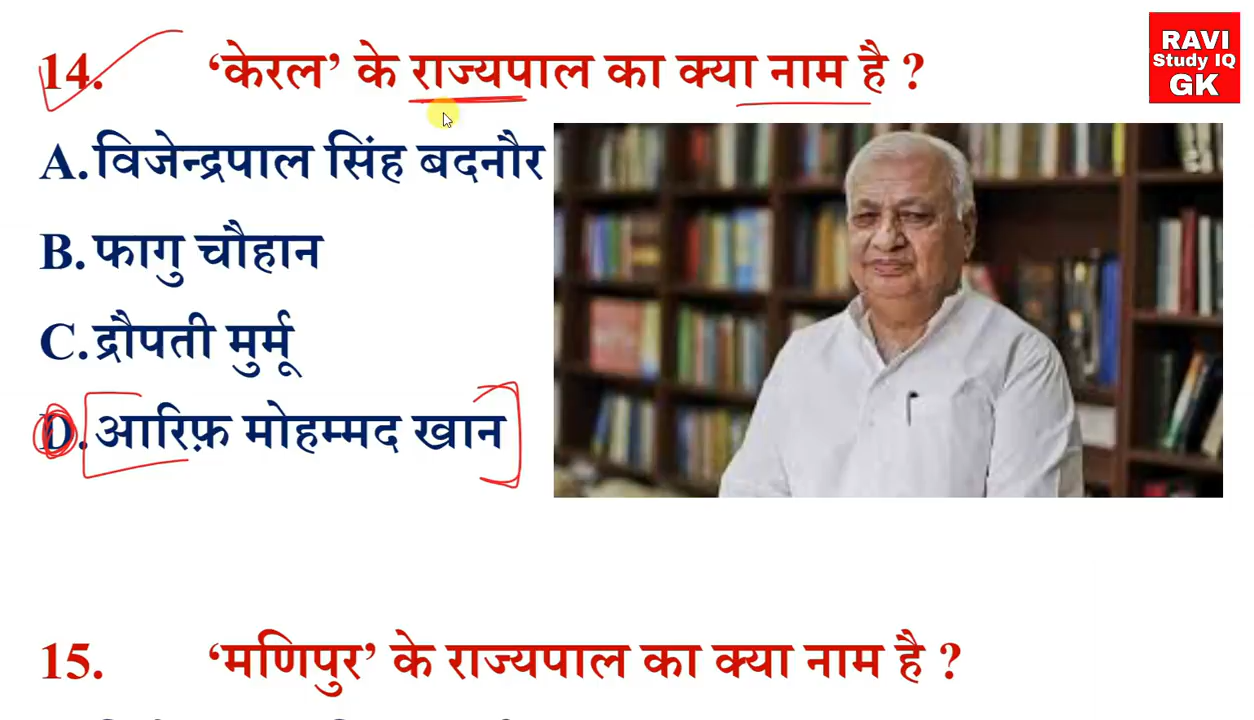 14. ‘केरल’ के राज्यपाल का क्या नाम है ?
RAVI
Study IQ
GK
A. विजेन्द्रपाल सिंह बदनौर
B. फागु चौहान
C. द्रौपती मुर्मू
D. आरिफ़ मोहम्मद खान
15. ‘मणिपुर’ के राज्यपाल का क्या नाम है ?